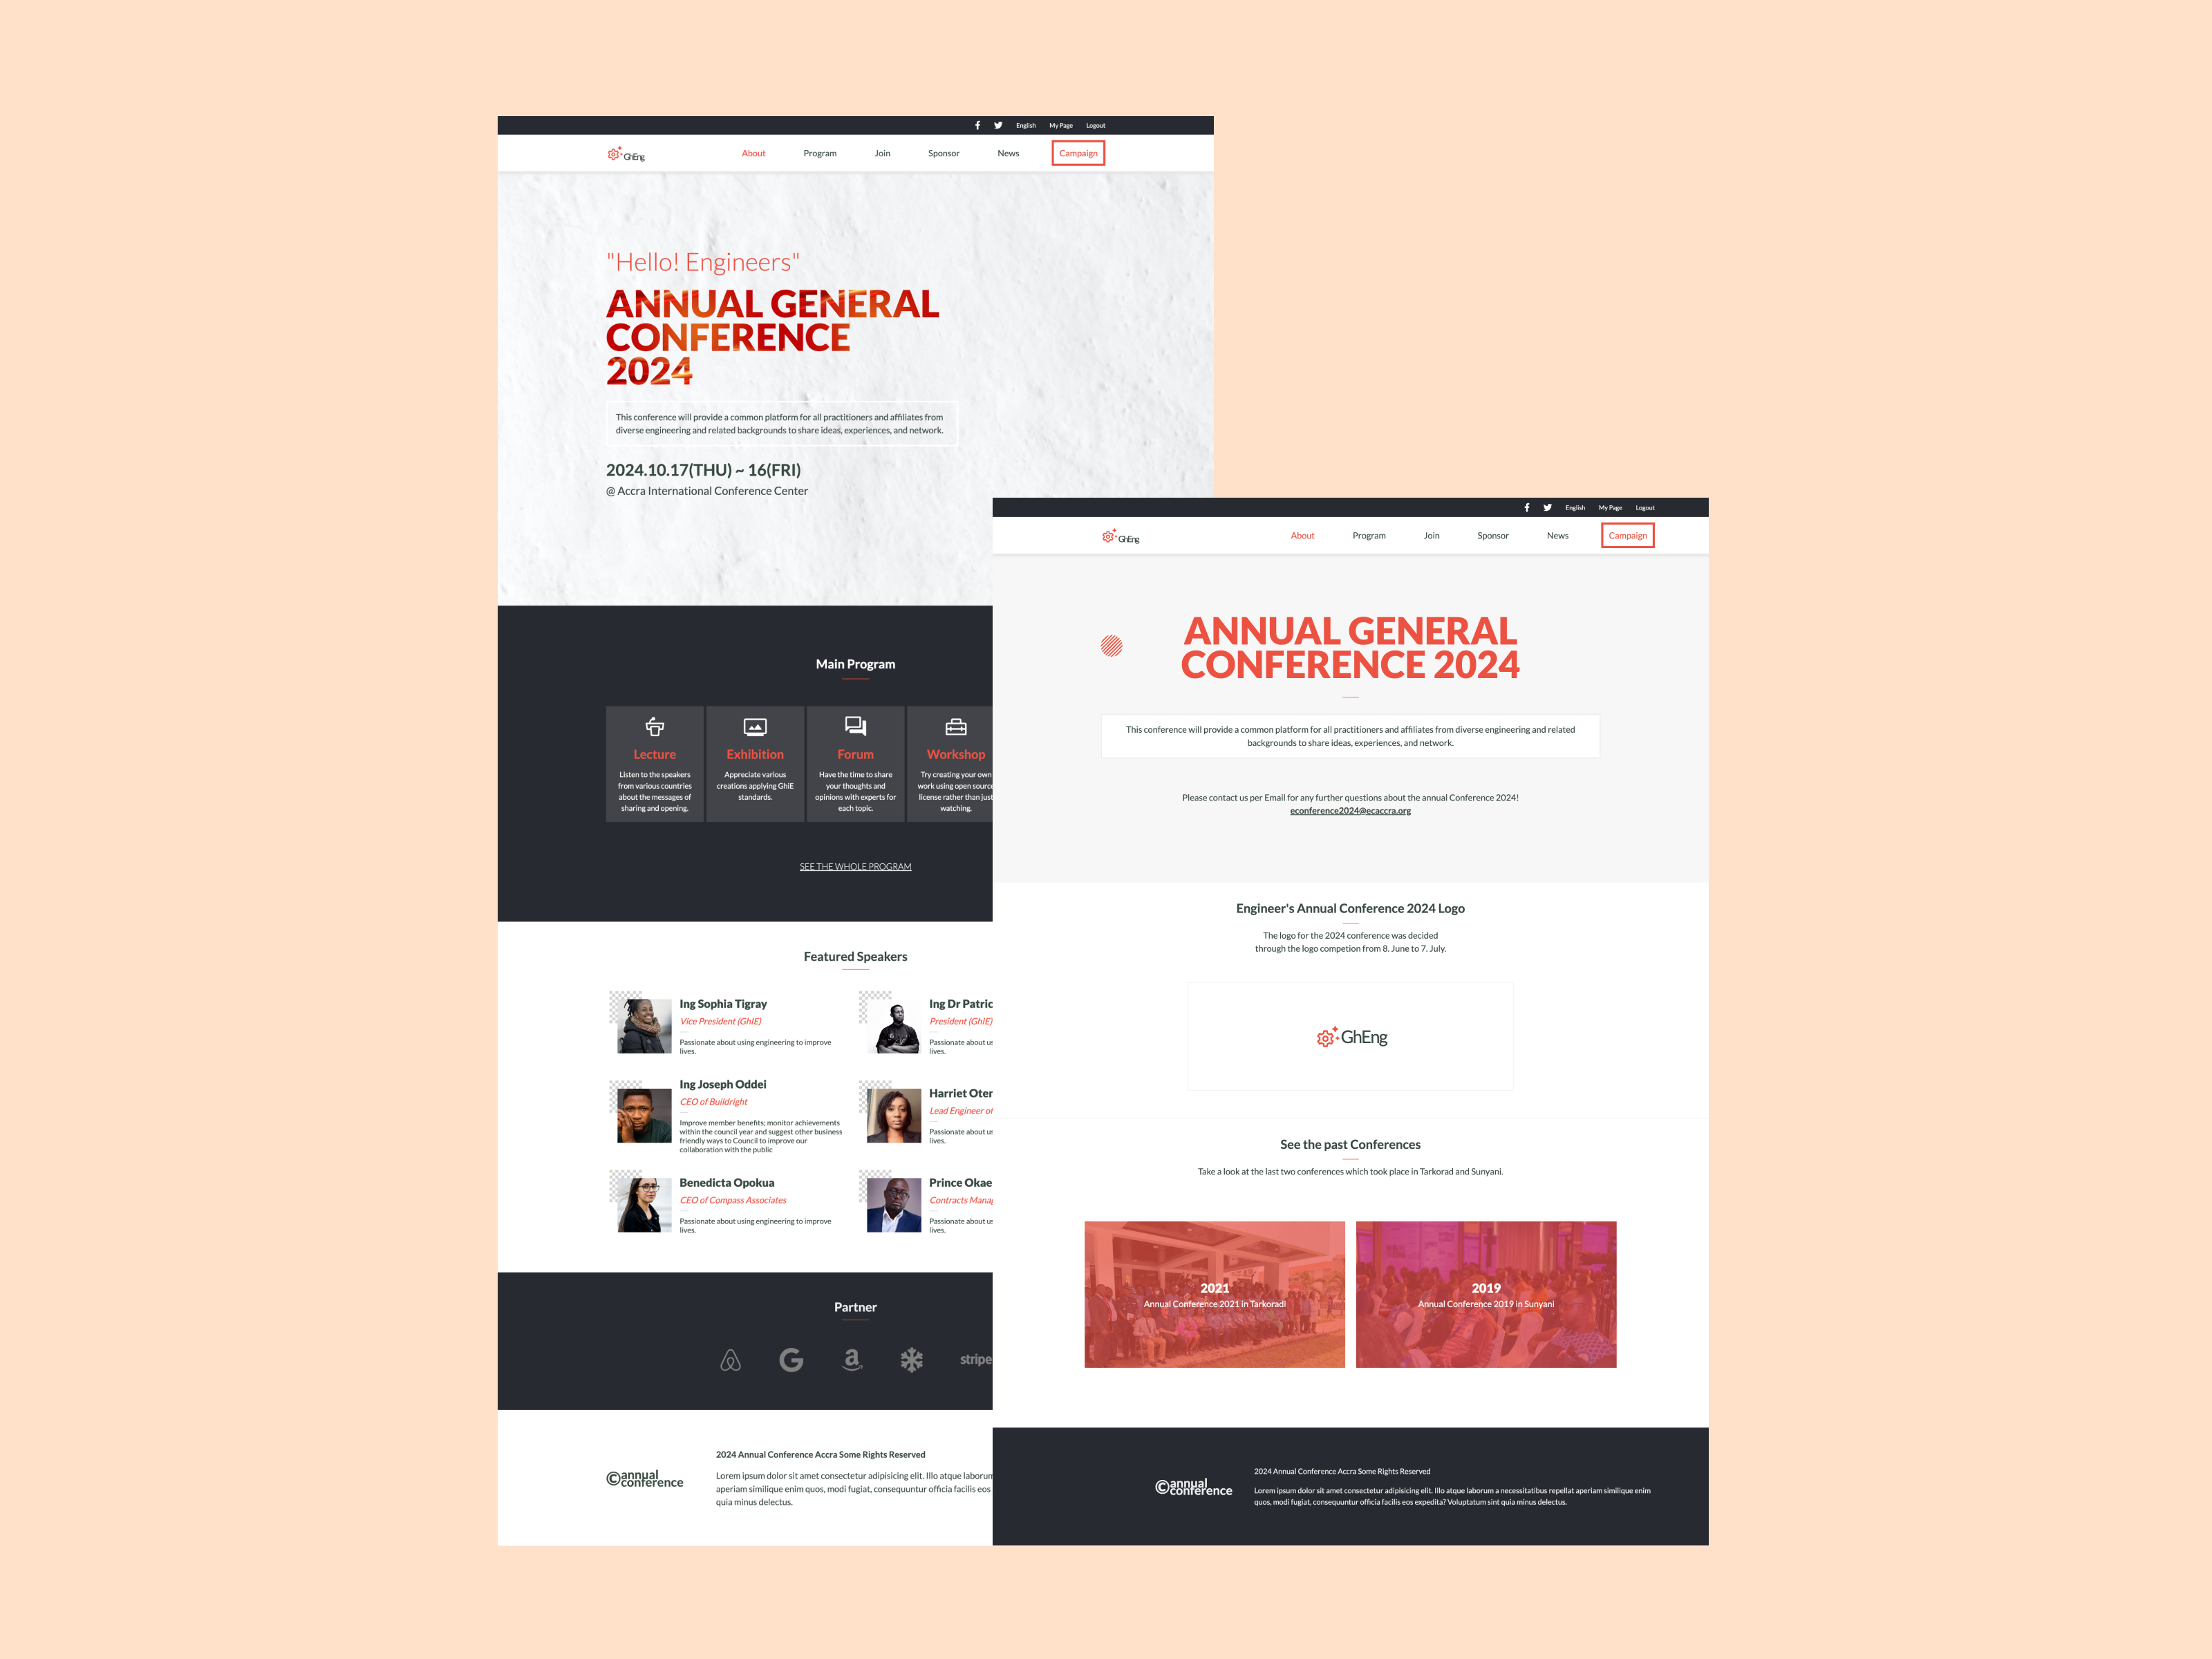 English My Page Logout
GhEng About Program Join Sponsor News Campaign
"Hello! Engineers"
ANNUAL GENERAL
CONFERENCE
2024
This conference will provide a common platform for all practitioners and affiliates from
diverse engineering and related backgrounds to share ideas, experiences, and network.
2024.10.17(THU) ~ 16(FRI)
@ Accra International Conference Center
Main Program
Lecture
Listen to the speakers
from various countries
about the messages of
sharing and opening.
Exhibition
Appreciate various
creations applying GhIE
standards.
Forum
Have the time to share
your thoughts and
opinions with experts for
each topic.
Workshop
Try creating your own
work using open source
license rather than just
watching.
SEE THE WHOLE PROGRAM
Featured Speakers
Ing Sophia Tigray
Vice President (GhIE)
Passionate about using engineering to improve
lives.
Ing Dr Patric
President (GhIE)
Passionate about us
lives.
Ing Joseph Oddei
CEO of Buildright
Improve member benefits; monitor achievements
within the council year and suggest other business
friendly ways to Council to improve our
collaboration with the public
Harriet Oter
Lead Engineer of
Passionate about us
lives.
Benedicta Opokua
CEO of Compass Associates
Passionate about using engineering to improve
lives.
Prince Okae
Contracts Manag
Passionate about us
lives.
Partner
stripe
©annual
conference
2024 Annual Conference Accra Some Rights Reserved
Lorem ipsum dolor sit amet consectetur adipisicing elit. Illo atque laborum
aperiam similique enim quos, modi fugiat, consequuntur officia facilis eos
quia minus delectus.
English My Page Logout
GhEng About Program Join Sponsor News Campaign
ANNUAL GENERAL
CONFERENCE 2024
This conference will provide a common platform for all practitioners and affiliates from diverse engineering and related
backgrounds to share ideas, experiences, and network.
Please contact us per Email for any further questions about the annual Conference 2024!
econference2024@ecaccra.org
Engineer's Annual Conference 2024 Logo
The logo for the 2024 conference was decided
through the logo competion from 8. June to 7. July.
GhEng
See the past Conferences
Take a look at the last two conferences which took place in Tarkorad and Sunyani.
2021
Annual Conference 2021 in Tarkoradi
2019
Annual Conference 2019 in Sunyani
©annual
conference
2024 Annual Conference Accra Some Rights Reserved
Lorem ipsum dolor sit amet consectetur adipisicing elit. Illo atque laborum a necessitatibus repellat aperiam similique enim
quos, modi fugiat, consequuntur officia facilis eos expedita? Voluptatum sint quia minus delectus.